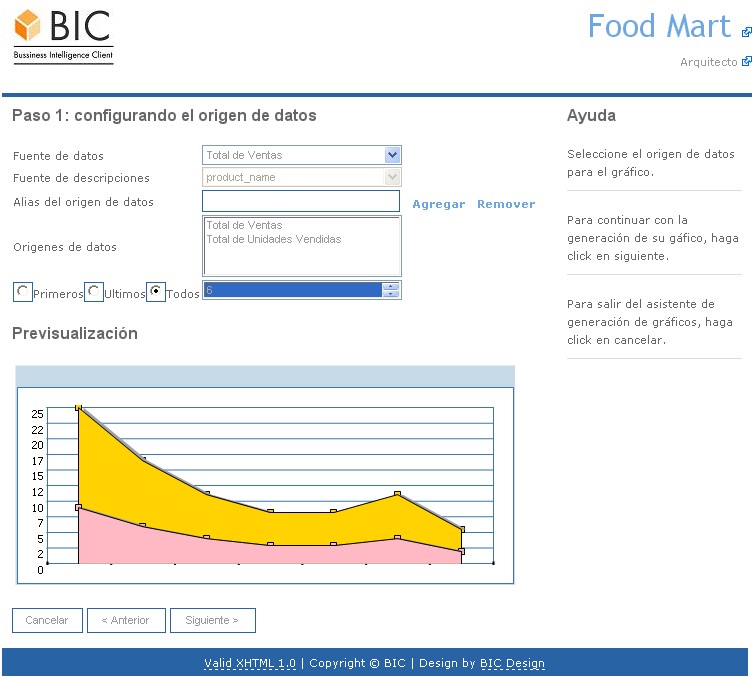 BIC
Bussiness Intelligence Client
Food Mart
Arquitecto
Paso 1: configurando el origen de datos
Fuente de datos
Total de Ventas
Fuente de descripciones
product_name
Alias del origen de datos
Agregar Remover
Origenes de datos
Total de Ventas
Total de Unidades Vendidas
Primeros Ultimos Todos 6
Previsualización
25
22
20
17
15
12
10
7
5
2
0
Cancelar
< Anterior
Siguiente >
Ayuda
Seleccione el origen de datos
para el gráfico.
Para continuar con la
generación de su gáfico, haga
click en siguiente.
Para salir del asistente de
generación de gráficos, haga
click en cancelar.
Valid XHTML 1.0 | Copyright © BIC | Design by BIC Design